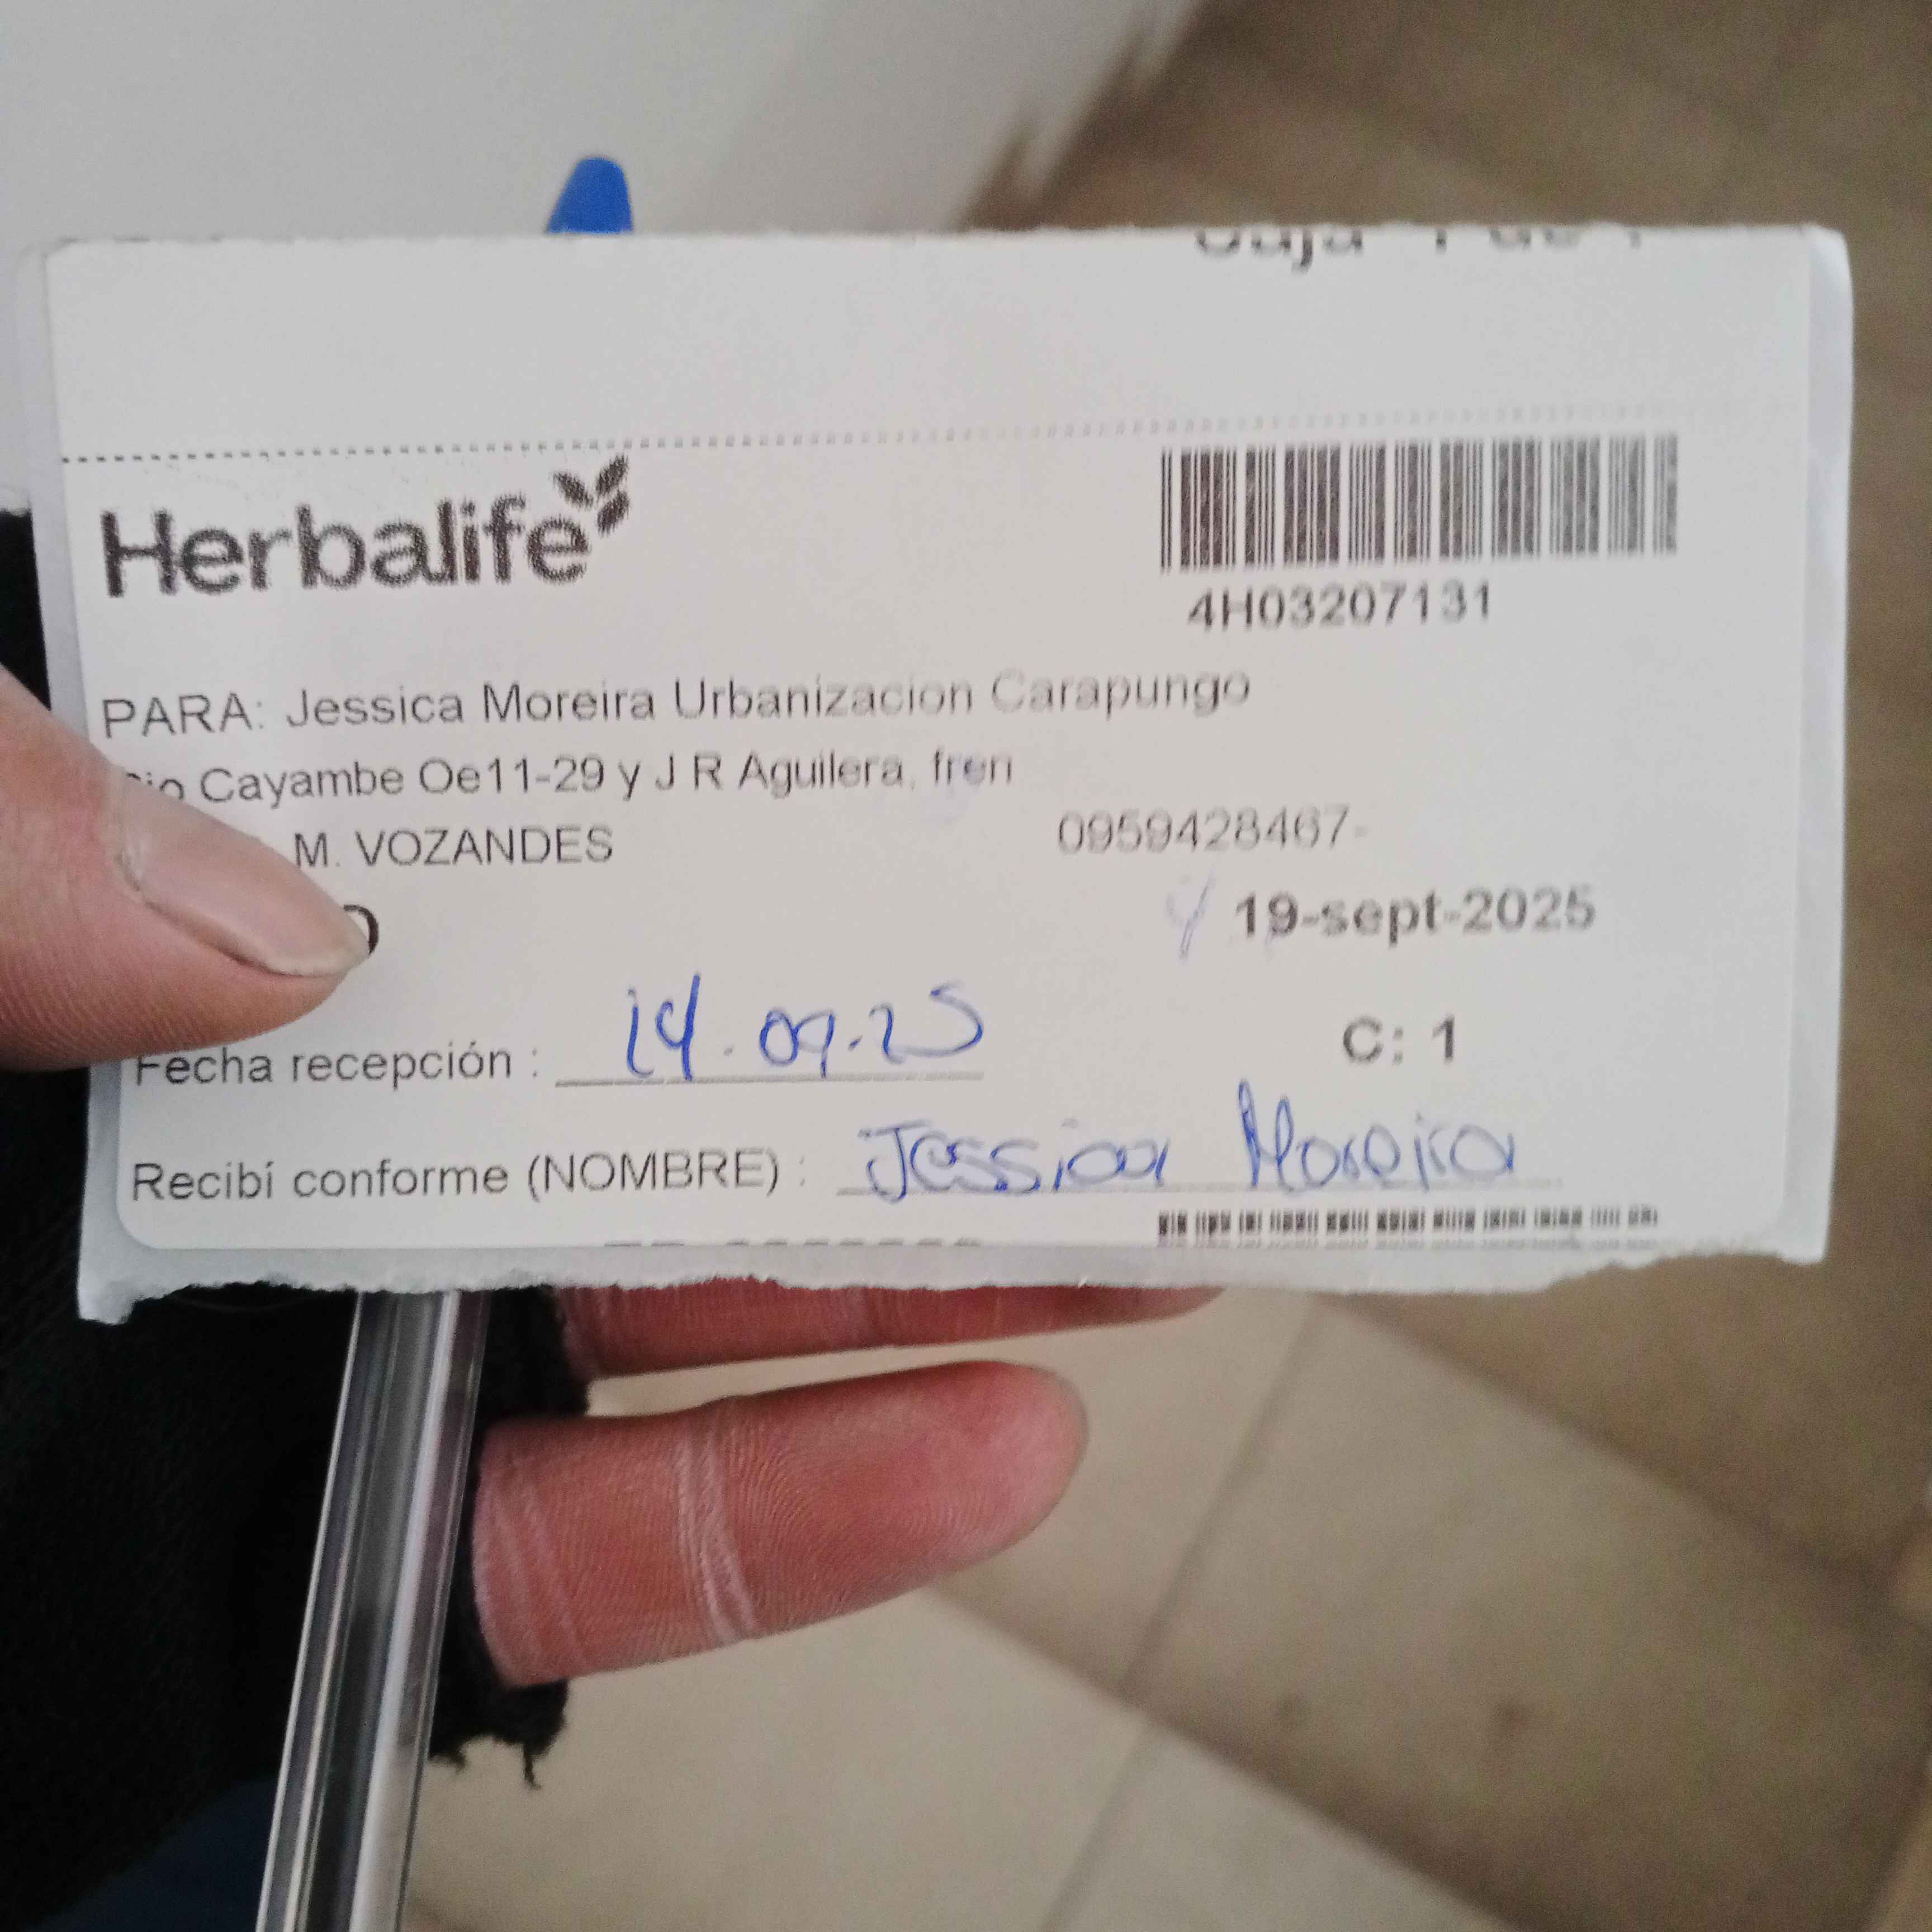 Herbalife
4H03207131
PARA: Jessica Moreira Urbanizacion Carapungo
Cayambe Oe11-29 y J R Aguilera, fren
M. VOZANDES
0959428467-
19-sept-2025
Fecha recepción : 14.09.25
C: 1
Recibí conforme (NOMBRE) : Jessica Moreira